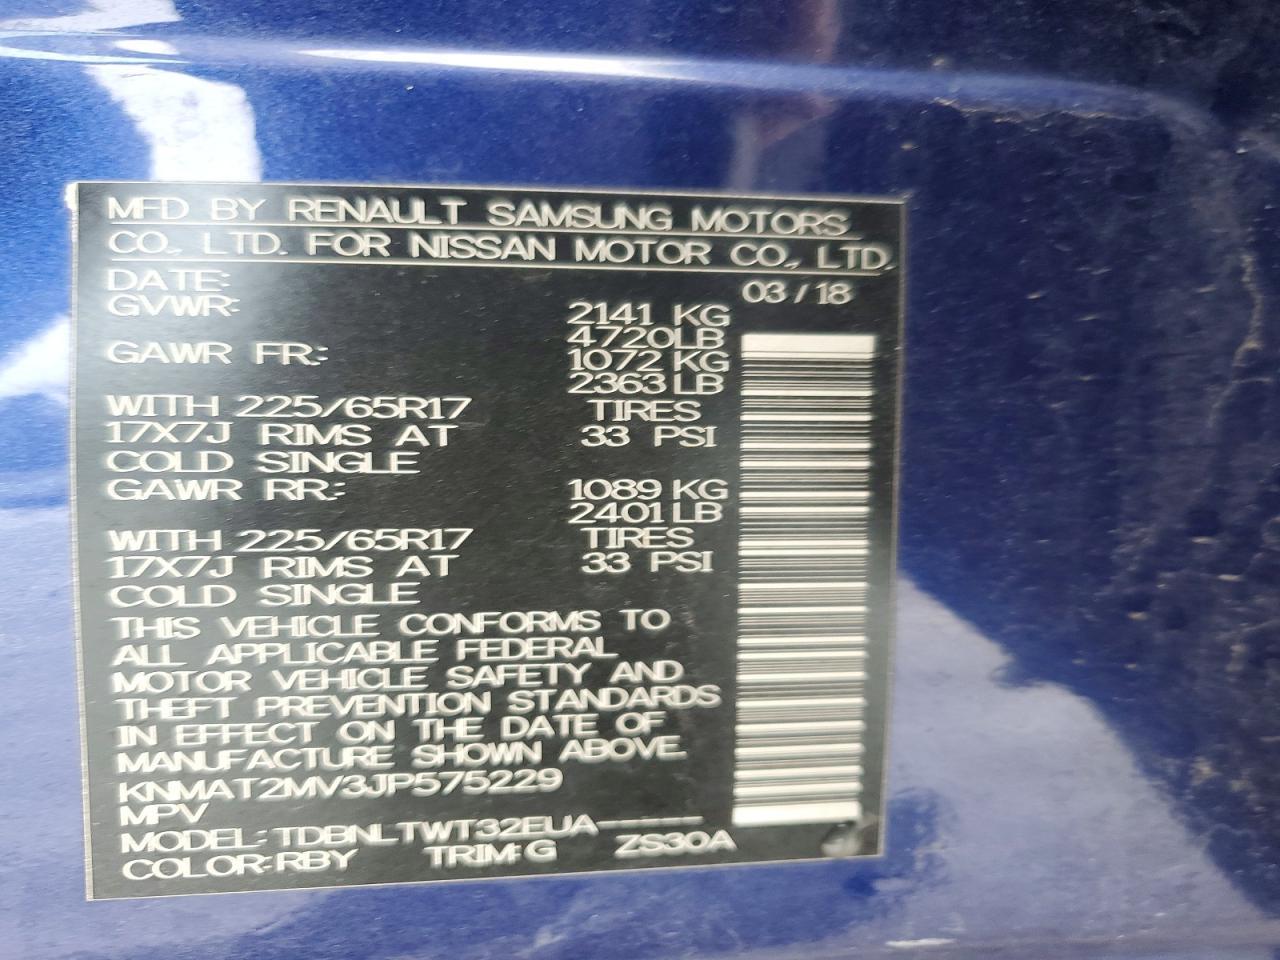 MFD BY RENAULT SAMSUNG MOTORS
CO., LTD. FOR NISSAN MOTOR CO., LTD.
DATE: 03/18
GVWR: 2141 KG
4720LB
GAWR FR.: 1072 KG
2363 LB
WITH 225/65R17 TIRES
17X7J RIMS AT 33 PSI
COLD SINGLE
GAWR RR.: 1089 KG
2401 LB
WITH 225/65R17 TIRES
17X7J RIMS AT 33 PSI
COLD SINGLE
THIS VEHICLE CONFORMS TO
ALL APPLICABLE FEDERAL
MOTOR VEHICLE SAFETY AND
THEFT PREVENTION STANDARDS
IN EFFECT ON THE DATE OF
MANUFACTURE SHOWN ABOVE.
KNMAT2MV3JP575229
MPV
MODEL:TDBNLTWT32EUA-----
COLOR:RBY TRIM:G ZS30A